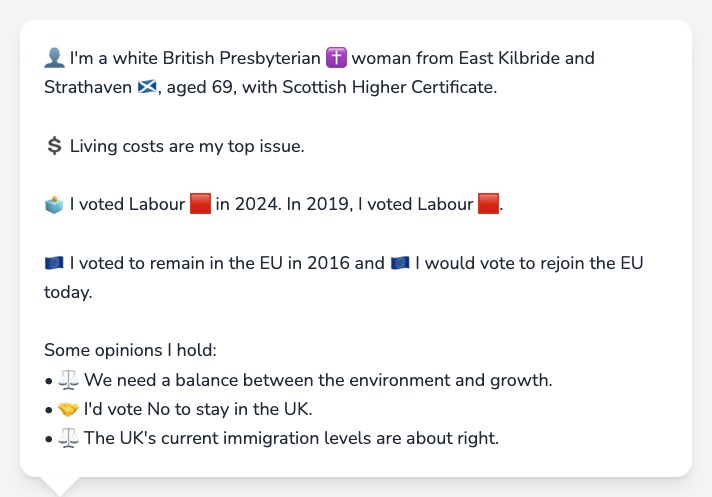 👤 I'm a white British Presbyterian ✝️ woman from East Kilbride and
Strathaven 🏴󠁧󠁢󠁳󠁣󠁴󠁿, aged 69, with Scottish Higher Certificate.
💲 Living costs are my top issue.
🗳️ I voted Labour 🟥 in 2024. In 2019, I voted Labour 🟥.
🇪🇺 I voted to remain in the EU in 2016 and 🇪🇺 I would vote to rejoin the EU
today.
Some opinions I hold:
• ⚖️ We need a balance between the environment and growth.
• 🤝 I'd vote No to stay in the UK.
• ⚖️ The UK's current immigration levels are about right.